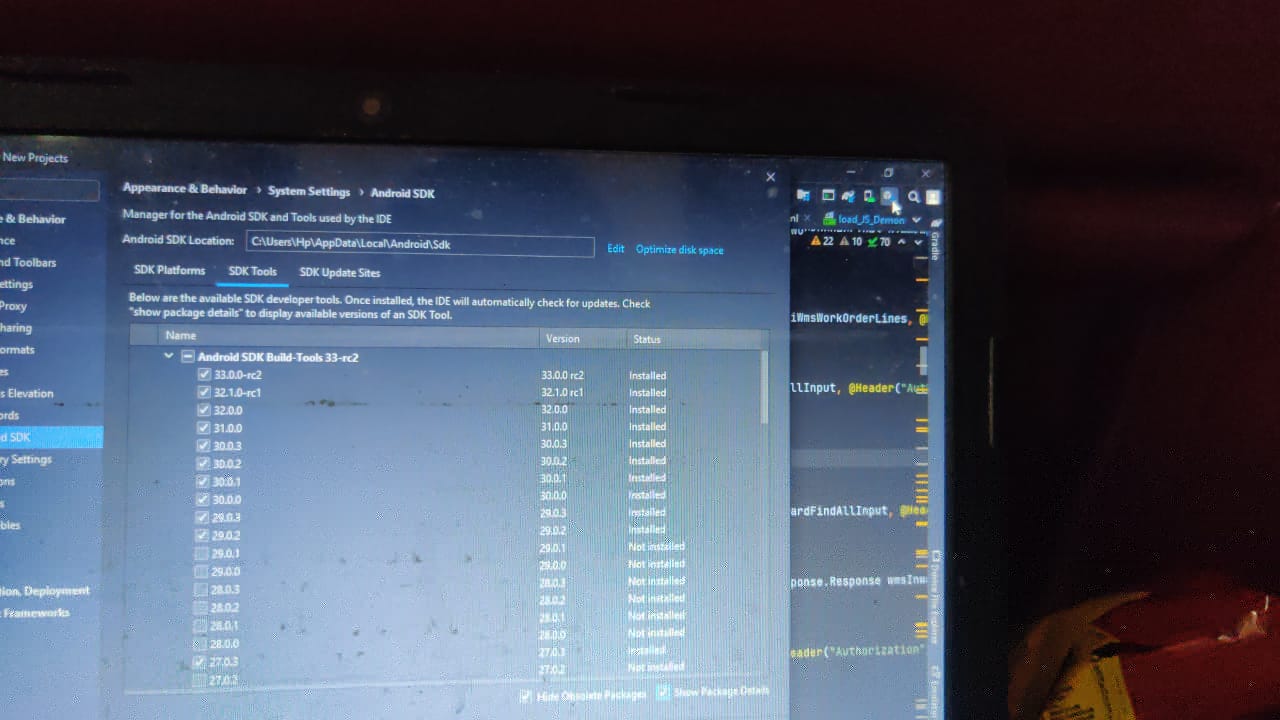 New Projects
e & Behavior
nce
nd Toolbars
ettings
Proxy
haring
ormats
es
s Elevation
ords
d SDK
ry Settings
ons
s
bles
tion, Deployment
Frameworks
Appearance & Behavior > System Settings > Android SDK
Manager for the Android SDK and Tools used by the IDE
Android SDK Location: C:\Users\Hp\AppData\Local\Android\Sdk Edit Optimize disk space
SDK Platforms SDK Tools SDK Update Sites
Below are the available SDK developer tools. Once installed, the IDE will automatically check for updates. Check
"show package details" to display available versions of an SDK Tool.
Name Version Status
Android SDK Build-Tools 33-rc2
33.0.0-rc2 33.0.0 rc2 Installed
32.1.0-rc1 32.1.0 rc1 Installed
32.0.0 32.0.0 Installed
31.0.0 31.0.0 Installed
30.0.3 30.0.3 Installed
30.0.2 30.0.2 Installed
30.0.1 30.0.1 Installed
30.0.0 30.0.0 Installed
29.0.3 29.0.3 Installed
29.0.2 29.0.2 Installed
29.0.1 29.0.1 Not installed
29.0.0 29.0.0 Not installed
28.0.3 28.0.3 Not installed
28.0.2 28.0.2 Not installed
28.0.1 28.0.1 Not installed
28.0.0 28.0.0 Not installed
27.0.3 27.0.3 Installed
27.0.2 27.0.2 Not installed
Hide Obsolete Packages Show Package Details
nl load_JS_Demon
22 10 70
Gradle
iWmsWorkOrderLines, @
llInput, @Header("Aut
ardFindAllInput, @Hea
ponse.Response wmsInw
eader("Authorization"
Device File Explorer
Emulator